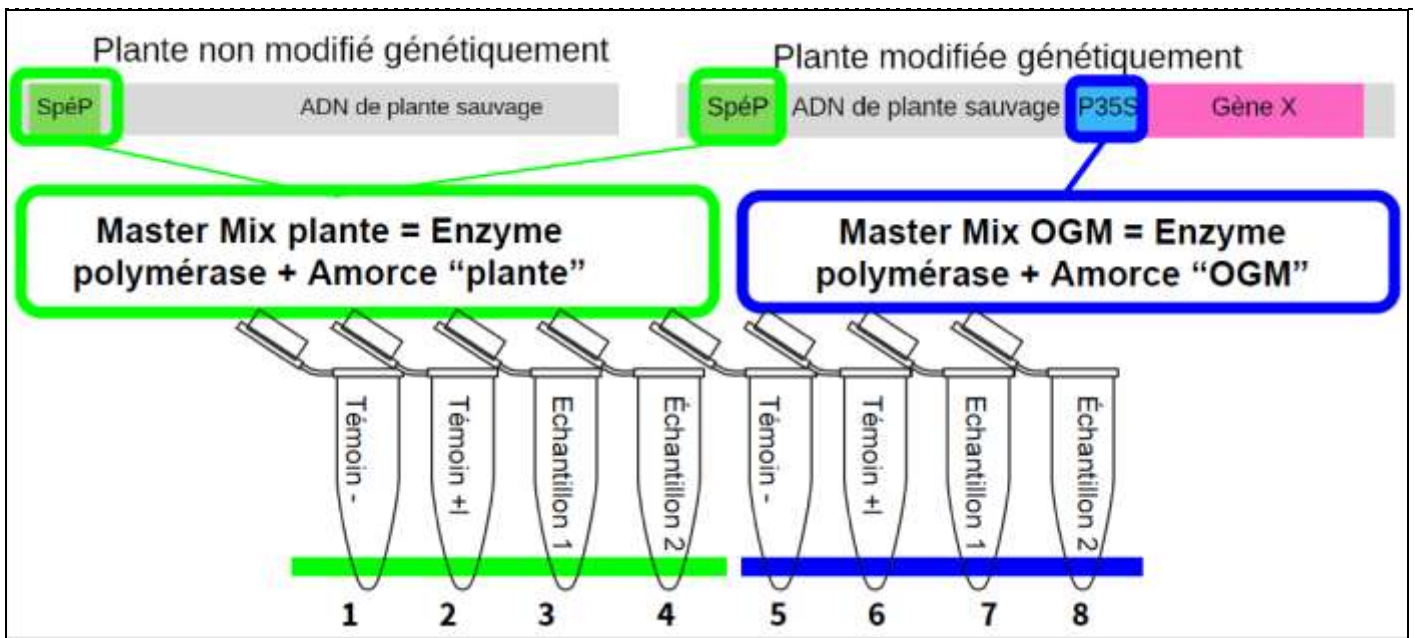 Plante non modifié génétiquement
Plante modifiée génétiquement
SpéP
ADN de plante sauvage
SpéP
ADN de plante sauvage
P35S
Gène X
Master Mix plante = Enzyme
polymérase + Amorce “plante”
Master Mix OGM = Enzyme
polymérase + Amorce “OGM”
Témoin -
Témoin +|
Echantillon 1
Échantillon 2
Témoin -
Témoin +|
Echantillon 1
Échantillon 2
1 2 3 4 5 6 7 8